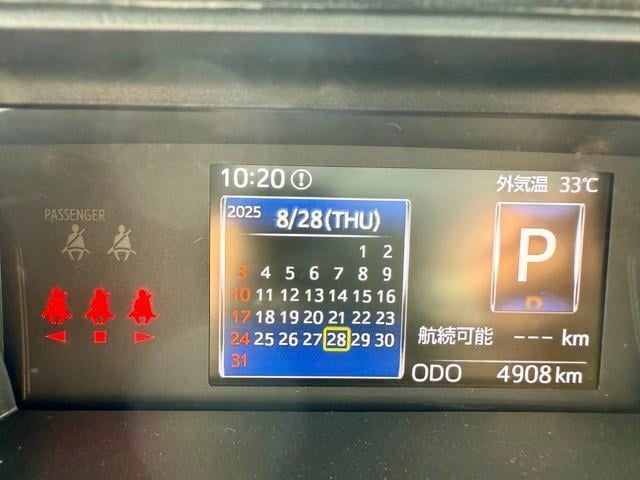 10:20
外気温 33℃
PASSENGER
2025 8/28(THU)
1 2
3 4 5 6 7 8 9
10 11 12 13 14 15 16
17 18 19 20 21 22 23
24 25 26 27 28 29 30
31
P
D
航続可能 --- km
ODO 4908 km